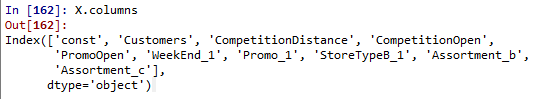 In [162]: X.columns
Out[162]:
Index(['const', 'Customers', 'CompetitionDistance', 'CompetitionOpen',
       'PromoOpen', 'WeekEnd_1', 'Promo_1', 'StoreTypeB_1', 'Assortment_b',
       'Assortment_c'],
      dtype='object')